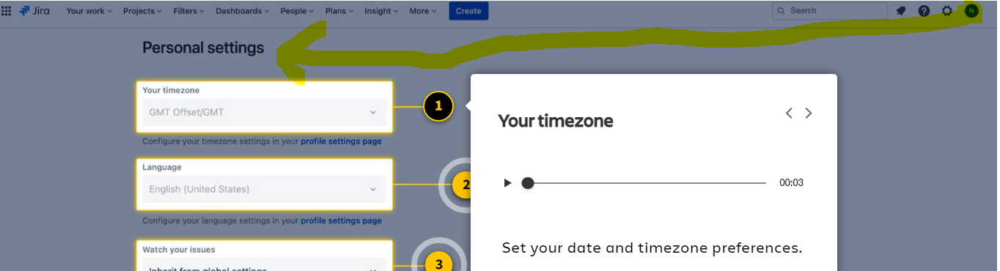 Jira Your work Projects Filters Dashboards People Plans Insight More Create Search N
Personal settings
Your timezone
GMT Offset/GMT
Configure your timezone settings in your profile settings page
1
Language
English (United States)
Configure your language settings in your profile settings page
2
Watch your issues
Inherit from global settings
3
Your timezone
00:03
Set your date and timezone preferences.